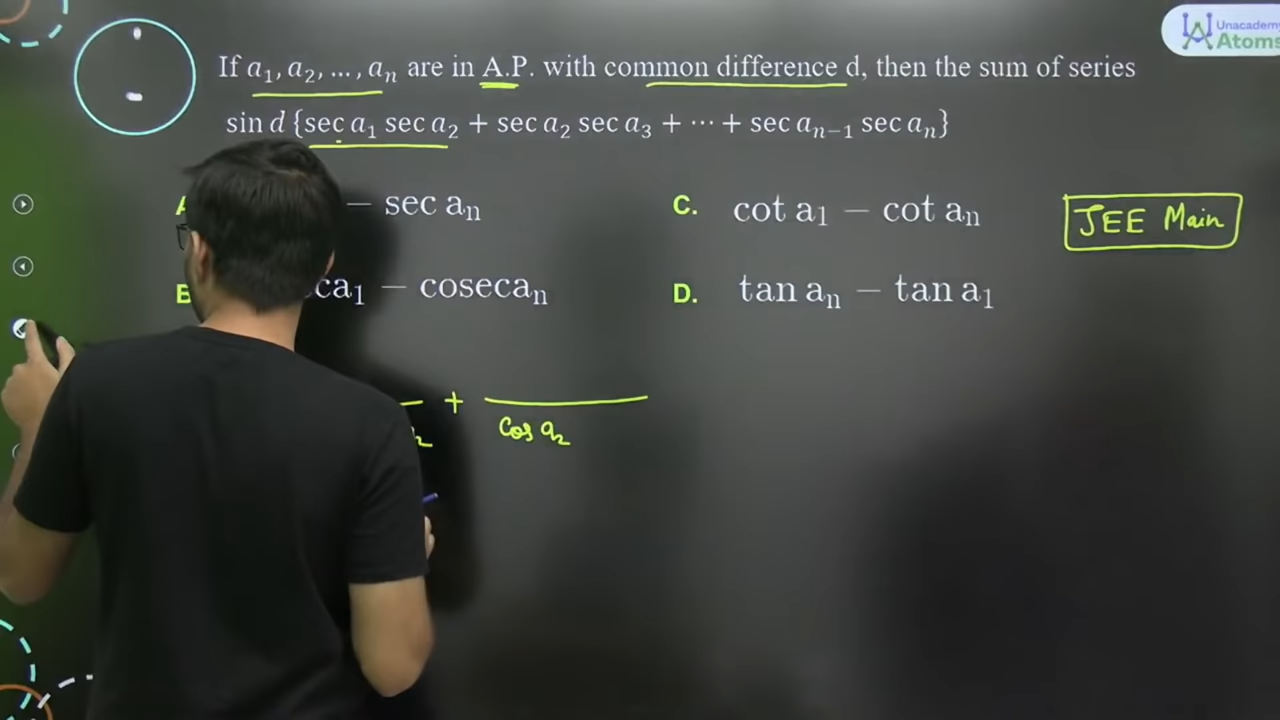 Unacademy
Atoms
If a₁, a₂, ..., aₙ are in A.P. with common difference d, then the sum of series
sin d {sec a₁ sec a₂ + sec a₂ sec a₃ + ⋯ + sec aₙ₋₁ sec aₙ}
− sec aₙ
C. cot a₁ − cot aₙ
JEE Main
ca₁ − cosecaₙ
D. tan aₙ − tan a₁
+
cos a₂